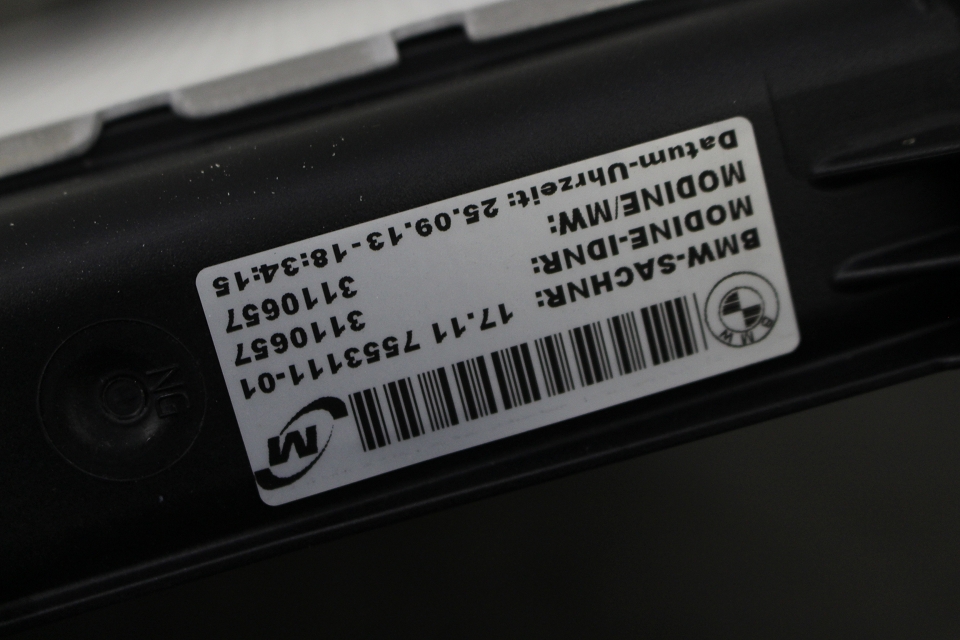 BMW
M
BMW-SACHNR: 17.11 7553111-01
MODINE-IDNR: 3110657
MODINE/MW: 3110657
Datum-Uhrzeit: 25.09.13-18:34:15